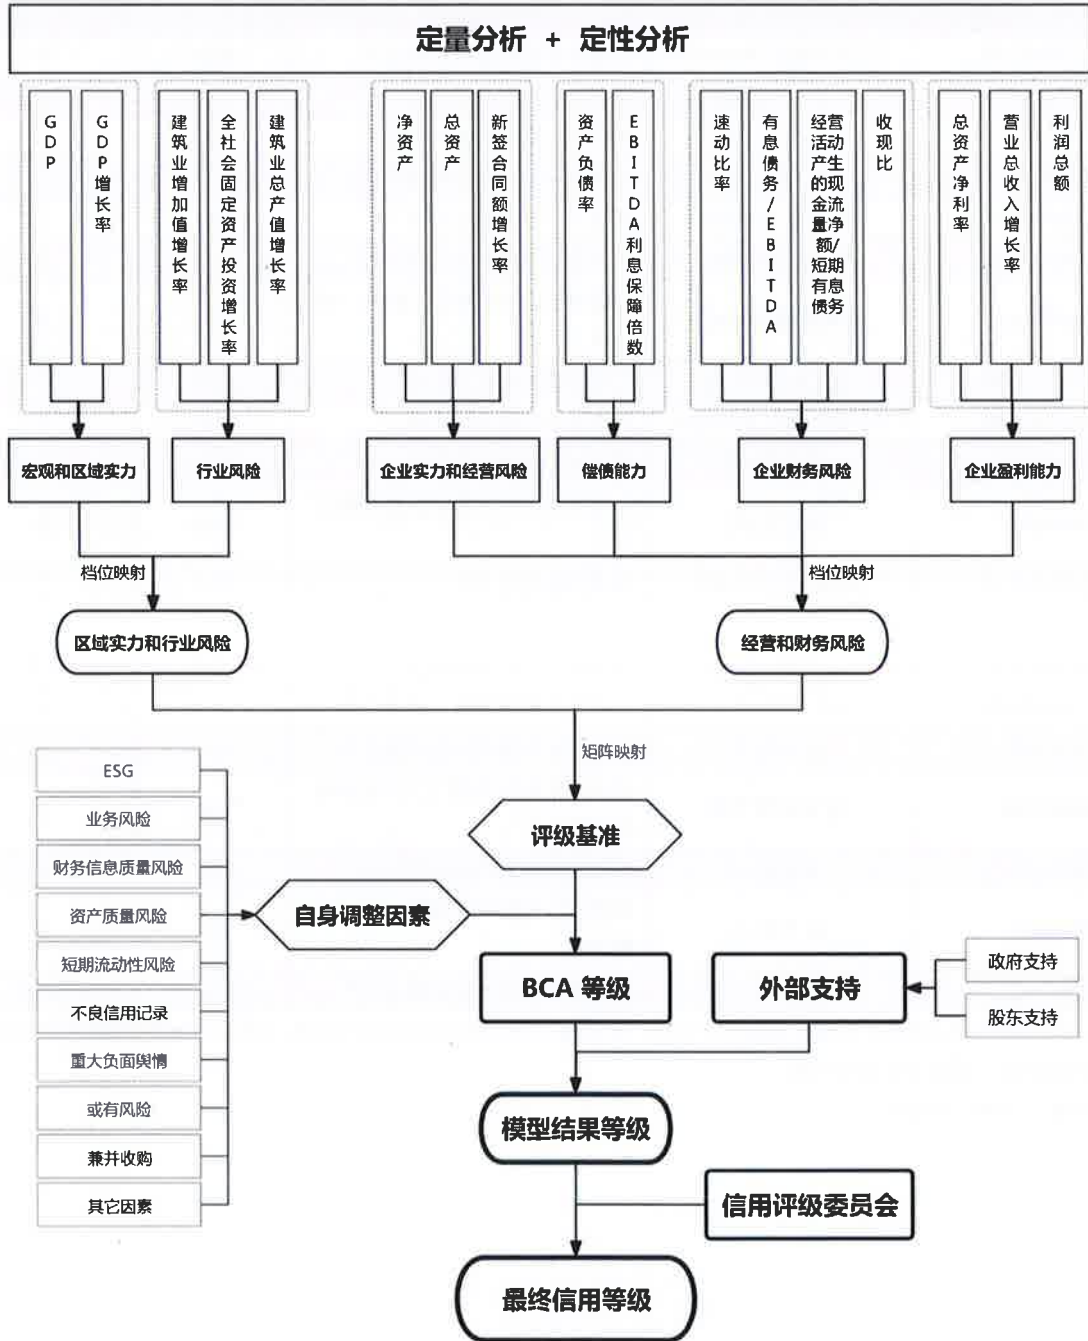 定量分析 + 定性分析
GDP
GDP增长率
建筑业增加值增长率
全社会固定资产投资增长率
建筑业总产值增长率
净资产
总资产
新签合同额增长率
资产负债率
EBITDA利息保障倍数
速动比率
有息债务/EBITDA
经营活动产生的现金流量净额/短期有息债务
收现比
总资产净利率
营业总收入增长率
利润总额
宏观和区域实力
行业风险
企业实力和经营风险
偿债能力
企业财务风险
企业盈利能力
档位映射
档位映射
区域实力和行业风险
经营和财务风险
矩阵映射
ESG
业务风险
财务信息质量风险
资产质量风险
短期流动性风险
不良信用记录
重大负面舆情
或有风险
兼并收购
其它因素
自身调整因素
评级基准
BCA 等级
外部支持
政府支持
股东支持
模型结果等级
信用评级委员会
最终信用等级